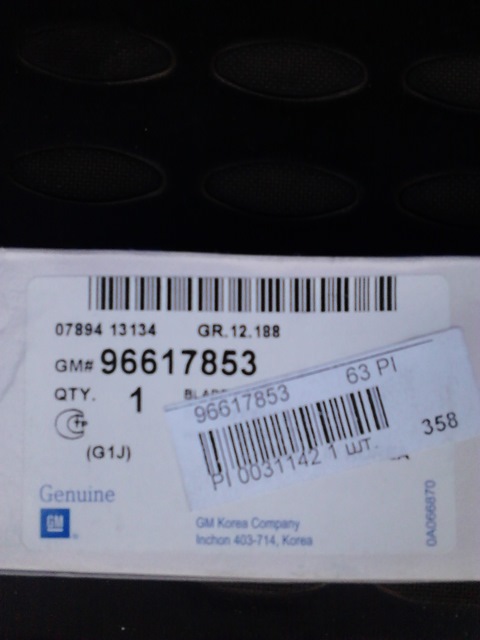 07894 13134 GR.12.188
GM# 96617853
QTY. 1
(G1J)
Genuine
GM
GM Korea Company
Inchon 403-714, Korea
0A066870
96617853 63 PI
PI 0031142 1 шт.
358